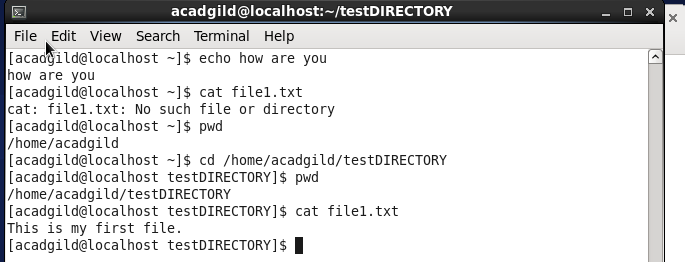 acadgild@localhost:~/testDIRECTORY
File Edit View Search Terminal Help
[acadgild@localhost ~]$ echo how are you
how are you
[acadgild@localhost ~]$ cat file1.txt
cat: file1.txt: No such file or directory
[acadgild@localhost ~]$ pwd
/home/acadgild
[acadgild@localhost ~]$ cd /home/acadgild/testDIRECTORY
[acadgild@localhost testDIRECTORY]$ pwd
/home/acadgild/testDIRECTORY
[acadgild@localhost testDIRECTORY]$ cat file1.txt
This is my first file.
[acadgild@localhost testDIRECTORY]$